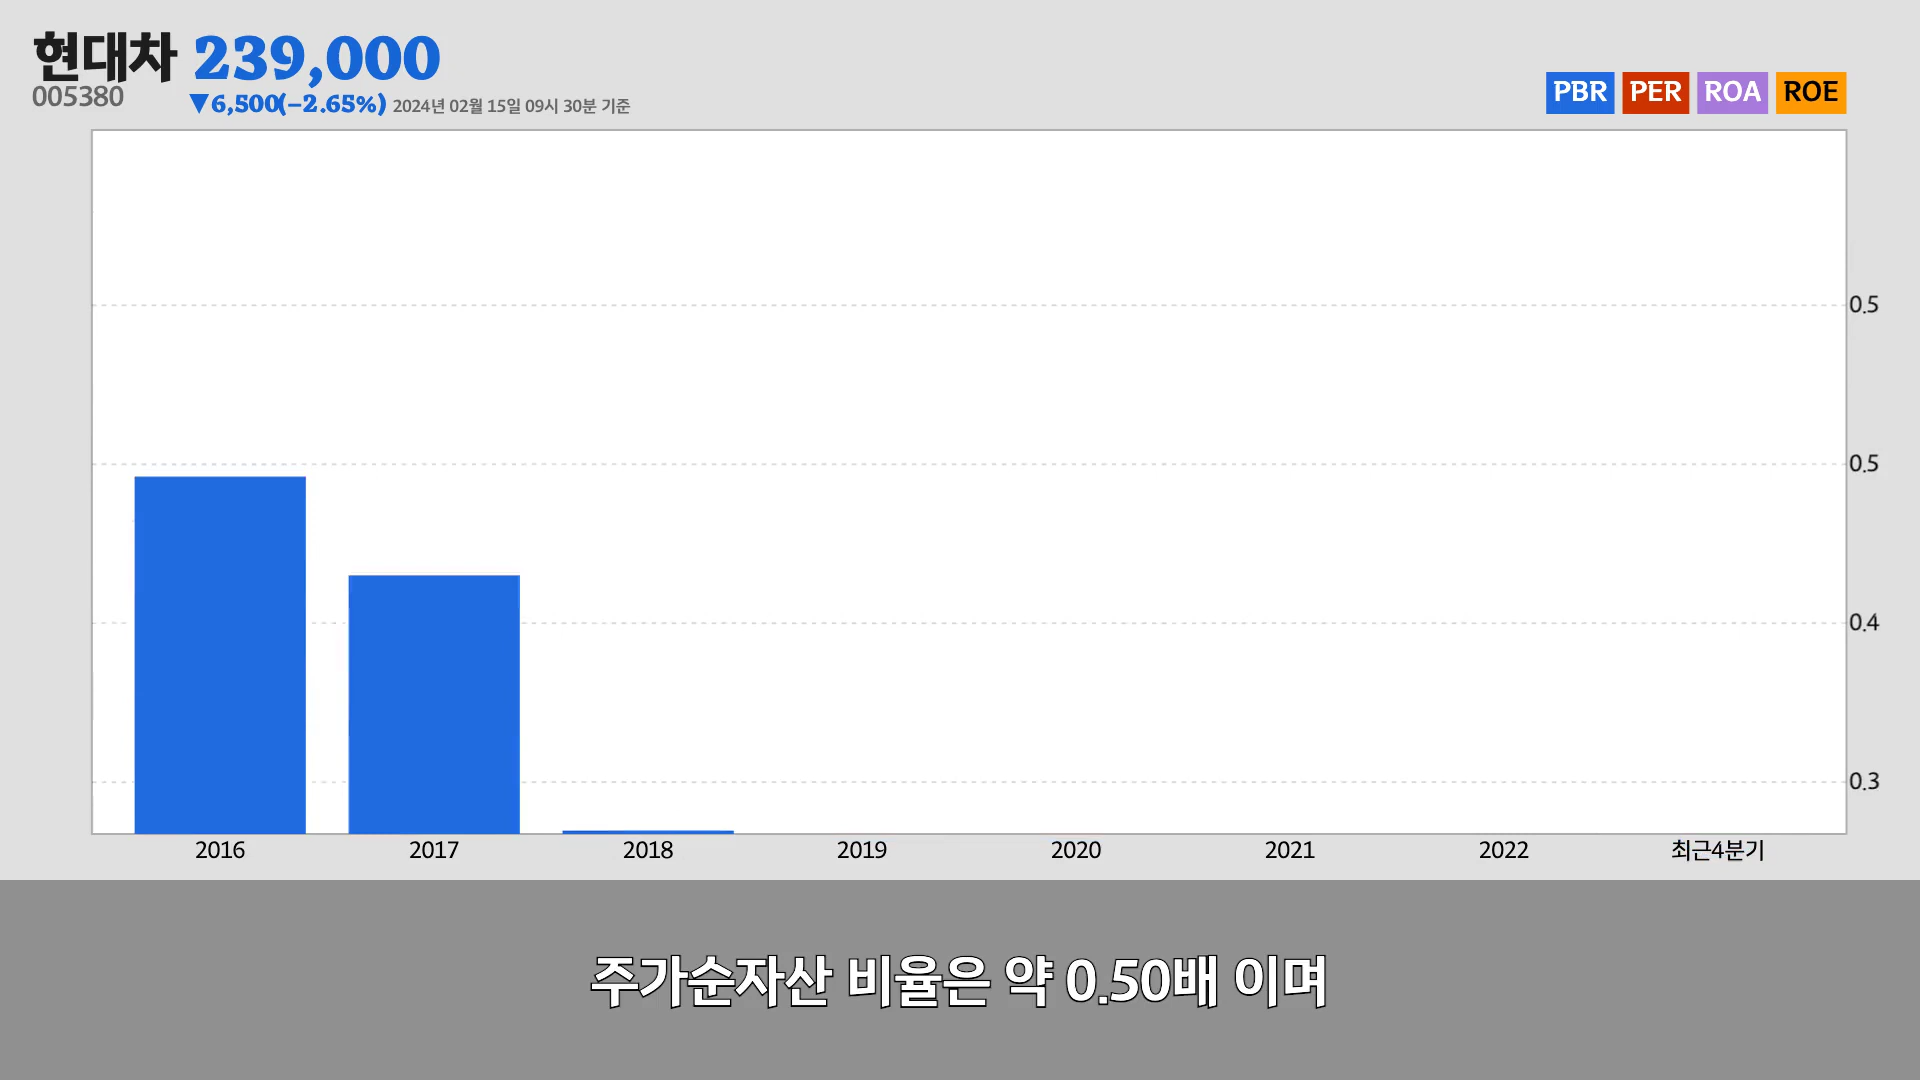 현대차 239,000
005380
▼6,500(-2.65%) 2024년 02월 15일 09시 30분 기준
PBR PER ROA ROE
0.5
0.5
0.4
0.3
2016 2017 2018 2019 2020 2021 2022 최근4분기
주가순자산 비율은 약 0.50배 이며